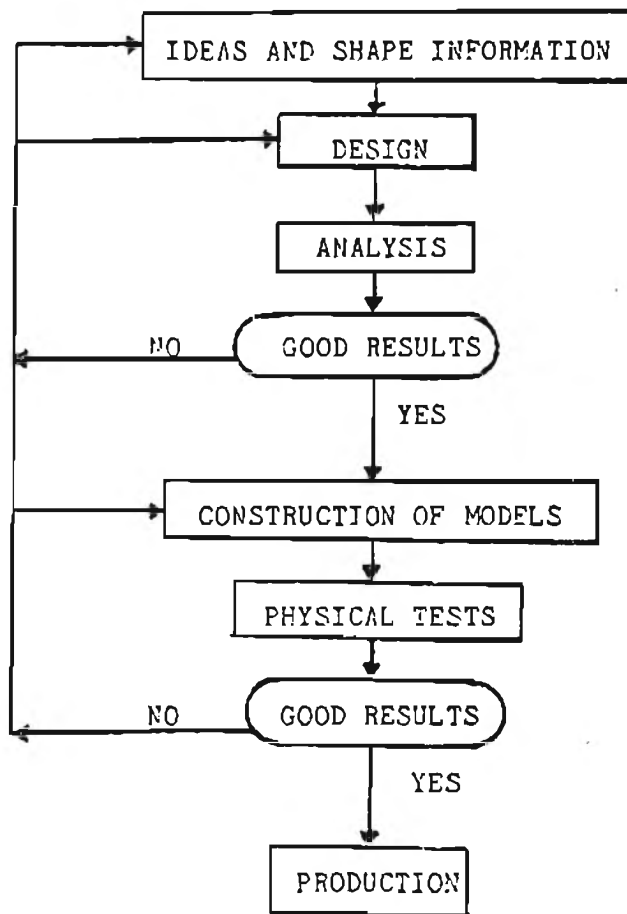 IDEAS AND SHAPE INFORMATION
DESIGN
ANALYSIS
NO
GOOD RESULTS
YES
CONSTRUCTION OF MODELS
PHYSICAL TESTS
NO
GOOD RESULTS
YES
PRODUCTION